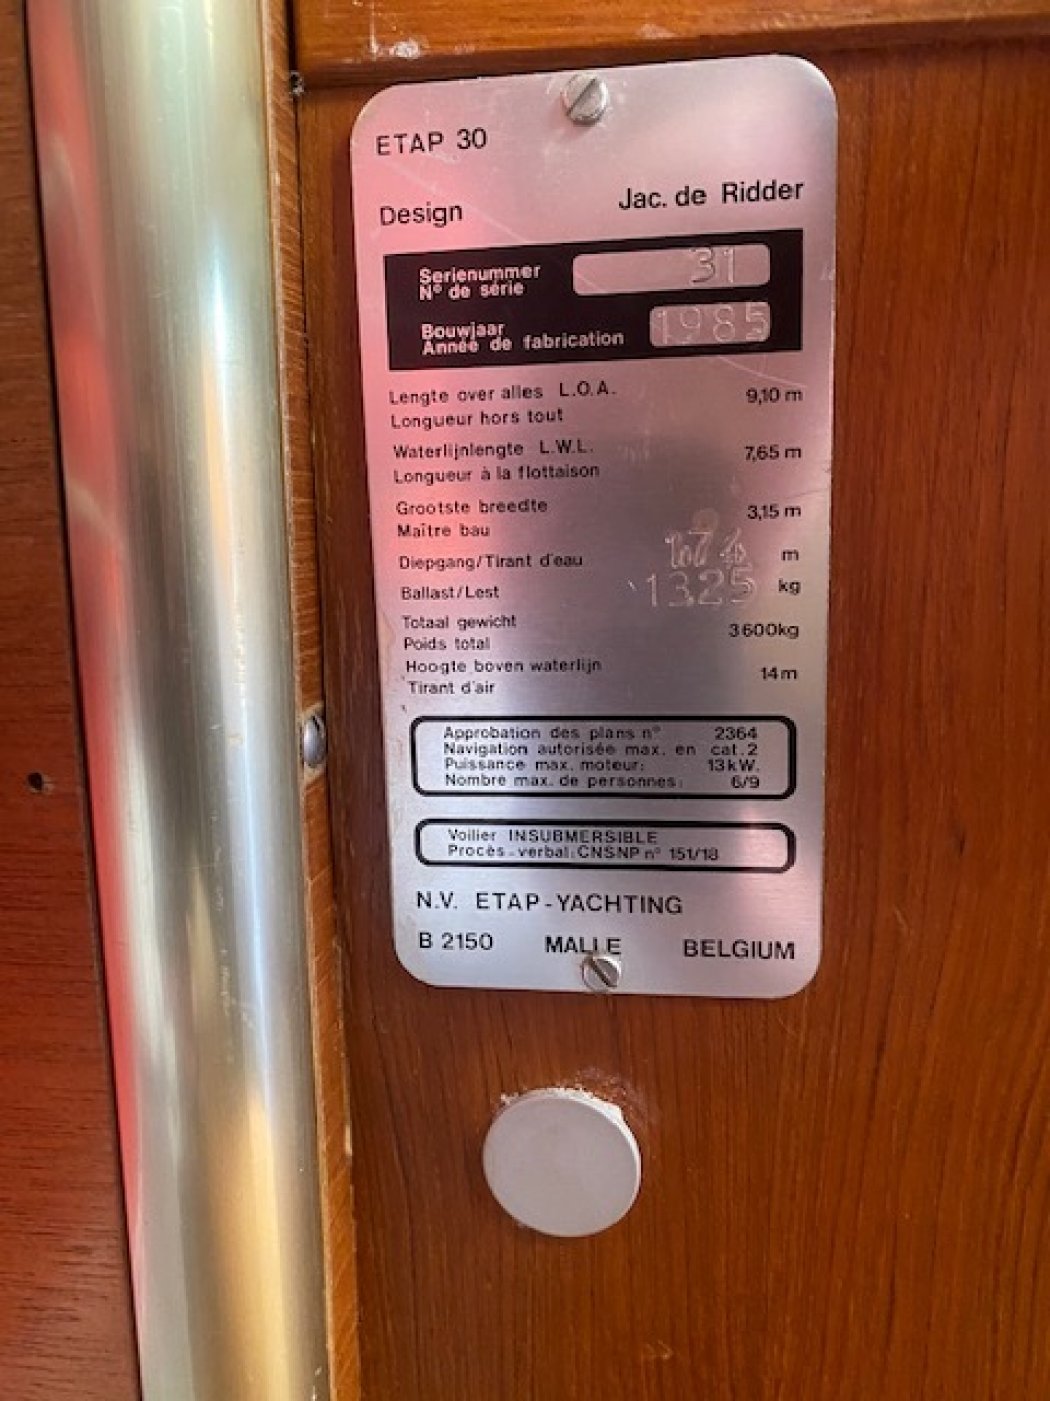 ETAP 30
Design Jac. de Ridder
Serienummer 31
N° de série
Bouwjaar 1985
Année de fabrication
Lengte over alles L.O.A. 9,10 m
Longueur hors tout
Waterlijnlengte L.W.L. 7,65 m
Longueur à la flottaison
Grootste breedte 3,15 m
Maître bau
Diepgang/Tirant d'eau m
Ballast/Lest 1325 kg
Totaal gewicht 3600kg
Poids total
Hoogte boven waterlijn 14 m
Tirant d'air
Approbation des plans n° 2364
Navigation autorisée max. en cat. 2
Puissance max. moteur: 13kW.
Nombre max. de personnes: 6/9
Voilier INSUBMERSIBLE
Procès-verbal: CNSNP n° 151/18
N.V. ETAP-YACHTING
B 2150 MALLE BELGIUM